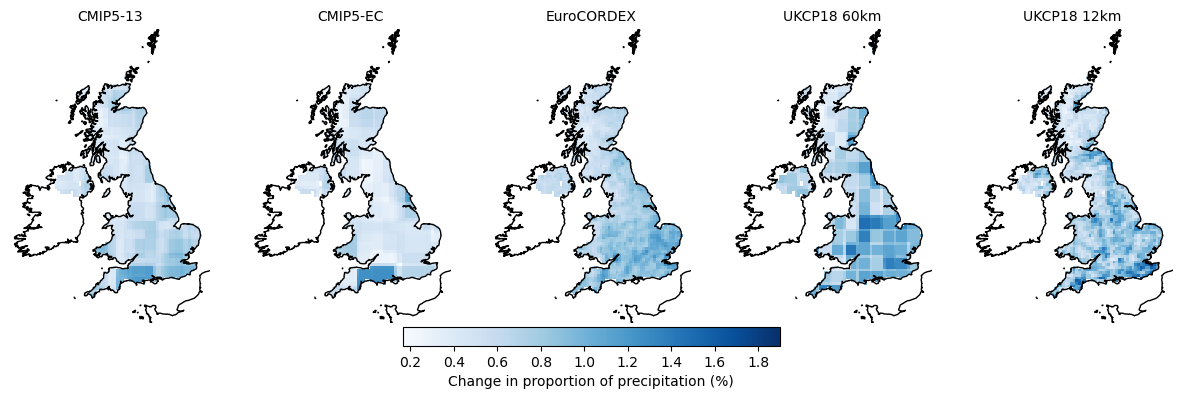 CMIP5-13 CMIP5-EC EuroCORDEX UKCP18 60km UKCP18 12km
0.2 0.4 0.6 0.8 1.0 1.2 1.4 1.6 1.8
Change in proportion of precipitation (%)